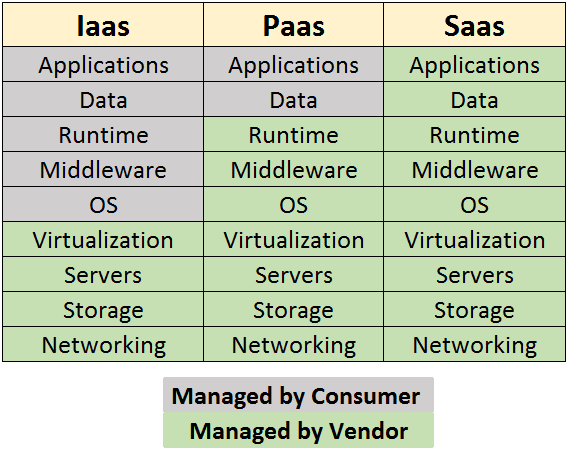 Iaas Paas Saas
Applications Applications Applications
Data Data Data
Runtime Runtime Runtime
Middleware Middleware Middleware
OS OS OS
Virtualization Virtualization Virtualization
Servers Servers Servers
Storage Storage Storage
Networking Networking Networking
Managed by Consumer
Managed by Vendor